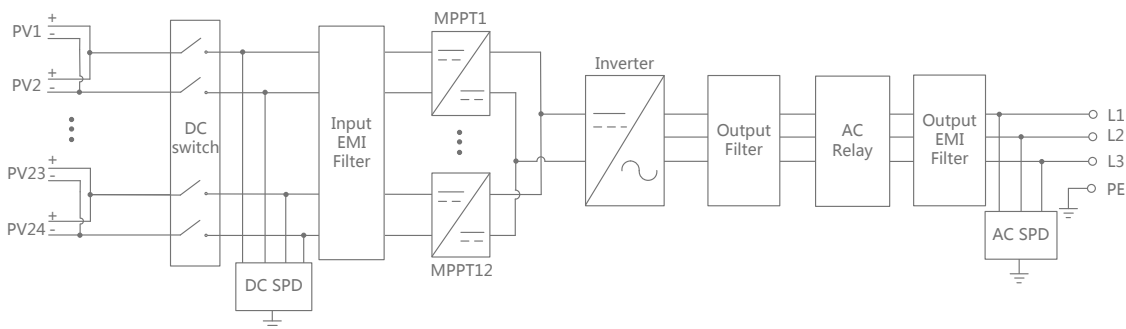 PV1
+
-
PV2
+
-
PV23
+
-
PV24
+
-
DC
switch
DC SPD
Input
EMI
Filter
MPPT1
MPPT12
Inverter
Output
Filter
AC
Relay
Output
EMI
Filter
L1
L2
L3
PE
AC SPD